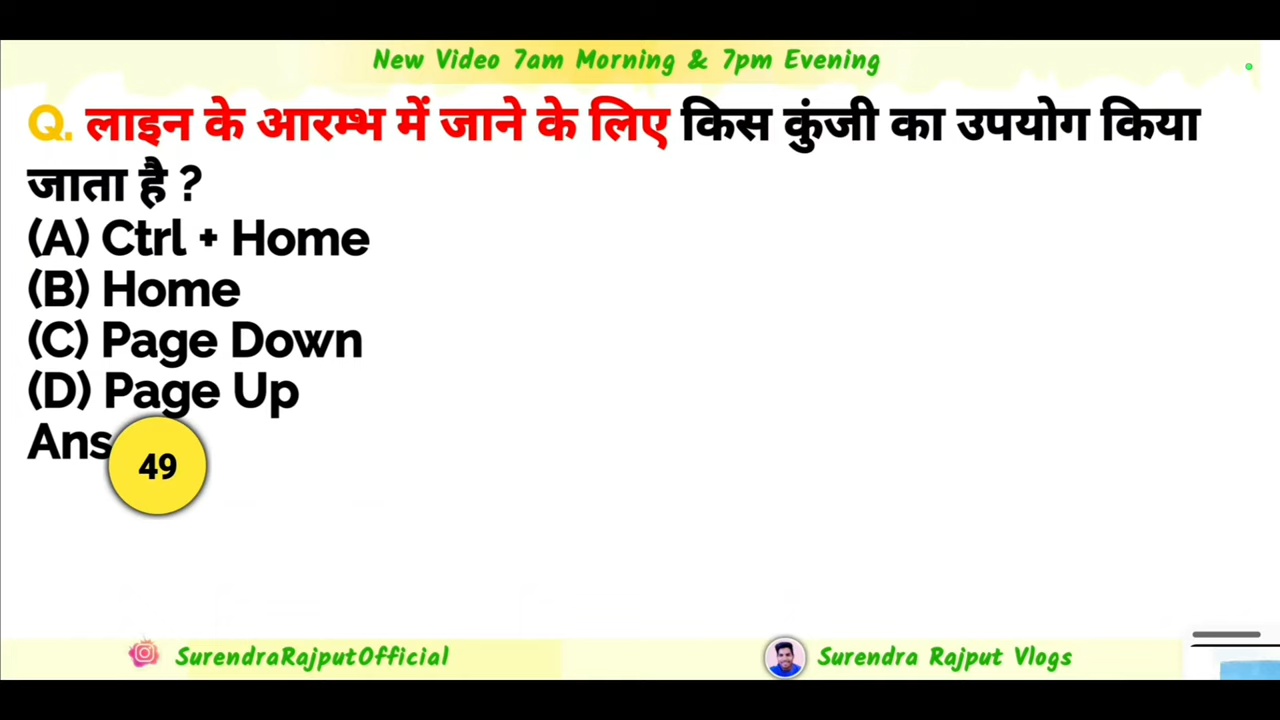 New Video 7am Morning & 7pm Evening
Q. लाइन के आरम्भ में जाने के लिए किस कुंजी का उपयोग किया
जाता है ?
(A) Ctrl + Home
(B) Home
(C) Page Down
(D) Page Up
Ans
49
SurendraRajputOfficial
Surendra Rajput Vlogs